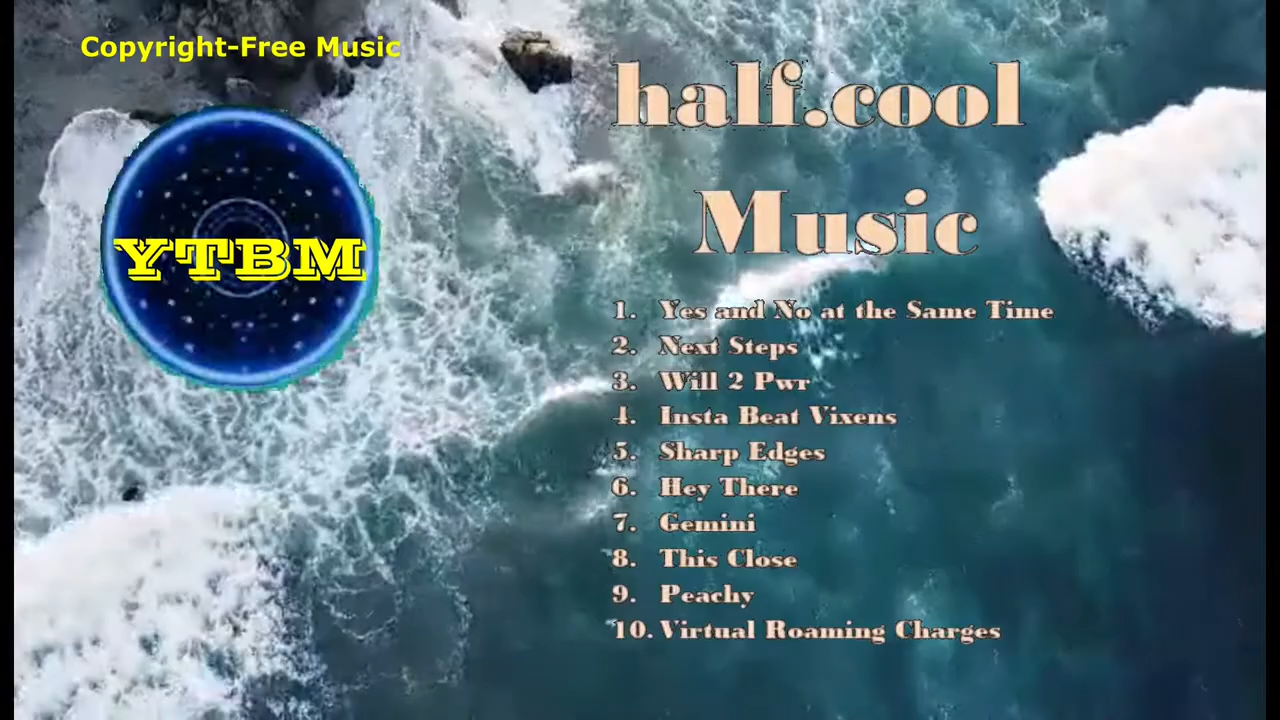 Copyright-Free Music
YTBM
half.cool
Music
1. Yes and No at the Same Time
2. Next Steps
3. Will 2 Pwr
4. Insta Beat Vixens
5. Sharp Edges
6. Hey There
7. Gemini
8. This Close
9. Peachy
10. Virtual Roaming Charges